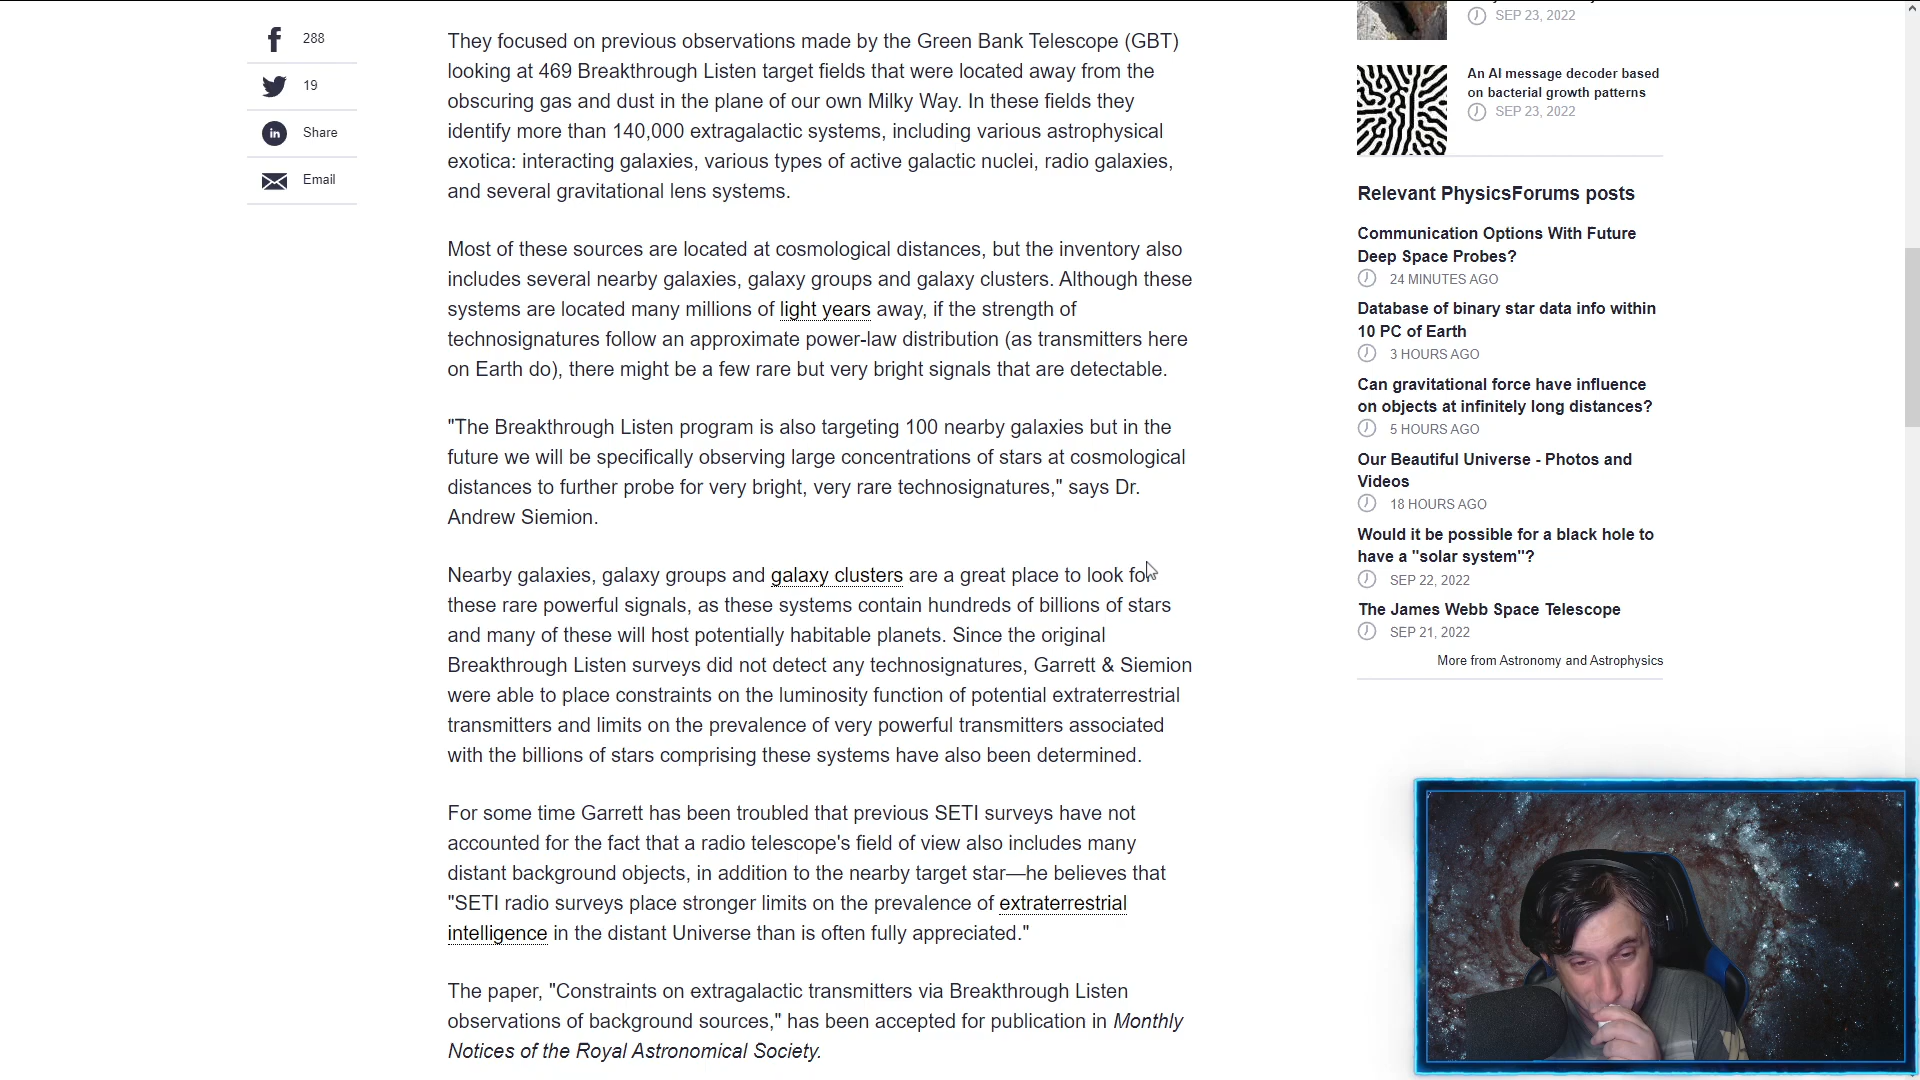 288
19
Share
Email
They focused on previous observations made by the Green Bank Telescope (GBT)
looking at 469 Breakthrough Listen target fields that were located away from the
obscuring gas and dust in the plane of our own Milky Way. In these fields they
identify more than 140,000 extragalactic systems, including various astrophysical
exotica: interacting galaxies, various types of active galactic nuclei, radio galaxies,
and several gravitational lens systems.
Most of these sources are located at cosmological distances, but the inventory also
includes several nearby galaxies, galaxy groups and galaxy clusters. Although these
systems are located many millions of light years away, if the strength of
technosignatures follow an approximate power-law distribution (as transmitters here
on Earth do), there might be a few rare but very bright signals that are detectable.
"The Breakthrough Listen program is also targeting 100 nearby galaxies but in the
future we will be specifically observing large concentrations of stars at cosmological
distances to further probe for very bright, very rare technosignatures," says Dr.
Andrew Siemion.
Nearby galaxies, galaxy groups and galaxy clusters are a great place to look for
these rare powerful signals, as these systems contain hundreds of billions of stars
and many of these will host potentially habitable planets. Since the original
Breakthrough Listen surveys did not detect any technosignatures, Garrett & Siemion
were able to place constraints on the luminosity function of potential extraterrestrial
transmitters and limits on the prevalence of very powerful transmitters associated
with the billions of stars comprising these systems have also been determined.
For some time Garrett has been troubled that previous SETI surveys have not
accounted for the fact that a radio telescope's field of view also includes many
distant background objects, in addition to the nearby target star—he believes that
"SETI radio surveys place stronger limits on the prevalence of extraterrestrial
intelligence in the distant Universe than is often fully appreciated."
The paper, "Constraints on extragalactic transmitters via Breakthrough Listen
observations of background sources," has been accepted for publication in Monthly
Notices of the Royal Astronomical Society.
SEP 23, 2022
An AI message decoder based
on bacterial growth patterns
SEP 23, 2022
Relevant PhysicsForums posts
Communication Options With Future
Deep Space Probes?
24 MINUTES AGO
Database of binary star data info within
10 PC of Earth
3 HOURS AGO
Can gravitational force have influence
on objects at infinitely long distances?
5 HOURS AGO
Our Beautiful Universe - Photos and
Videos
18 HOURS AGO
Would it be possible for a black hole to
have a "solar system"?
SEP 22, 2022
The James Webb Space Telescope
SEP 21, 2022
More from Astronomy and Astrophysics